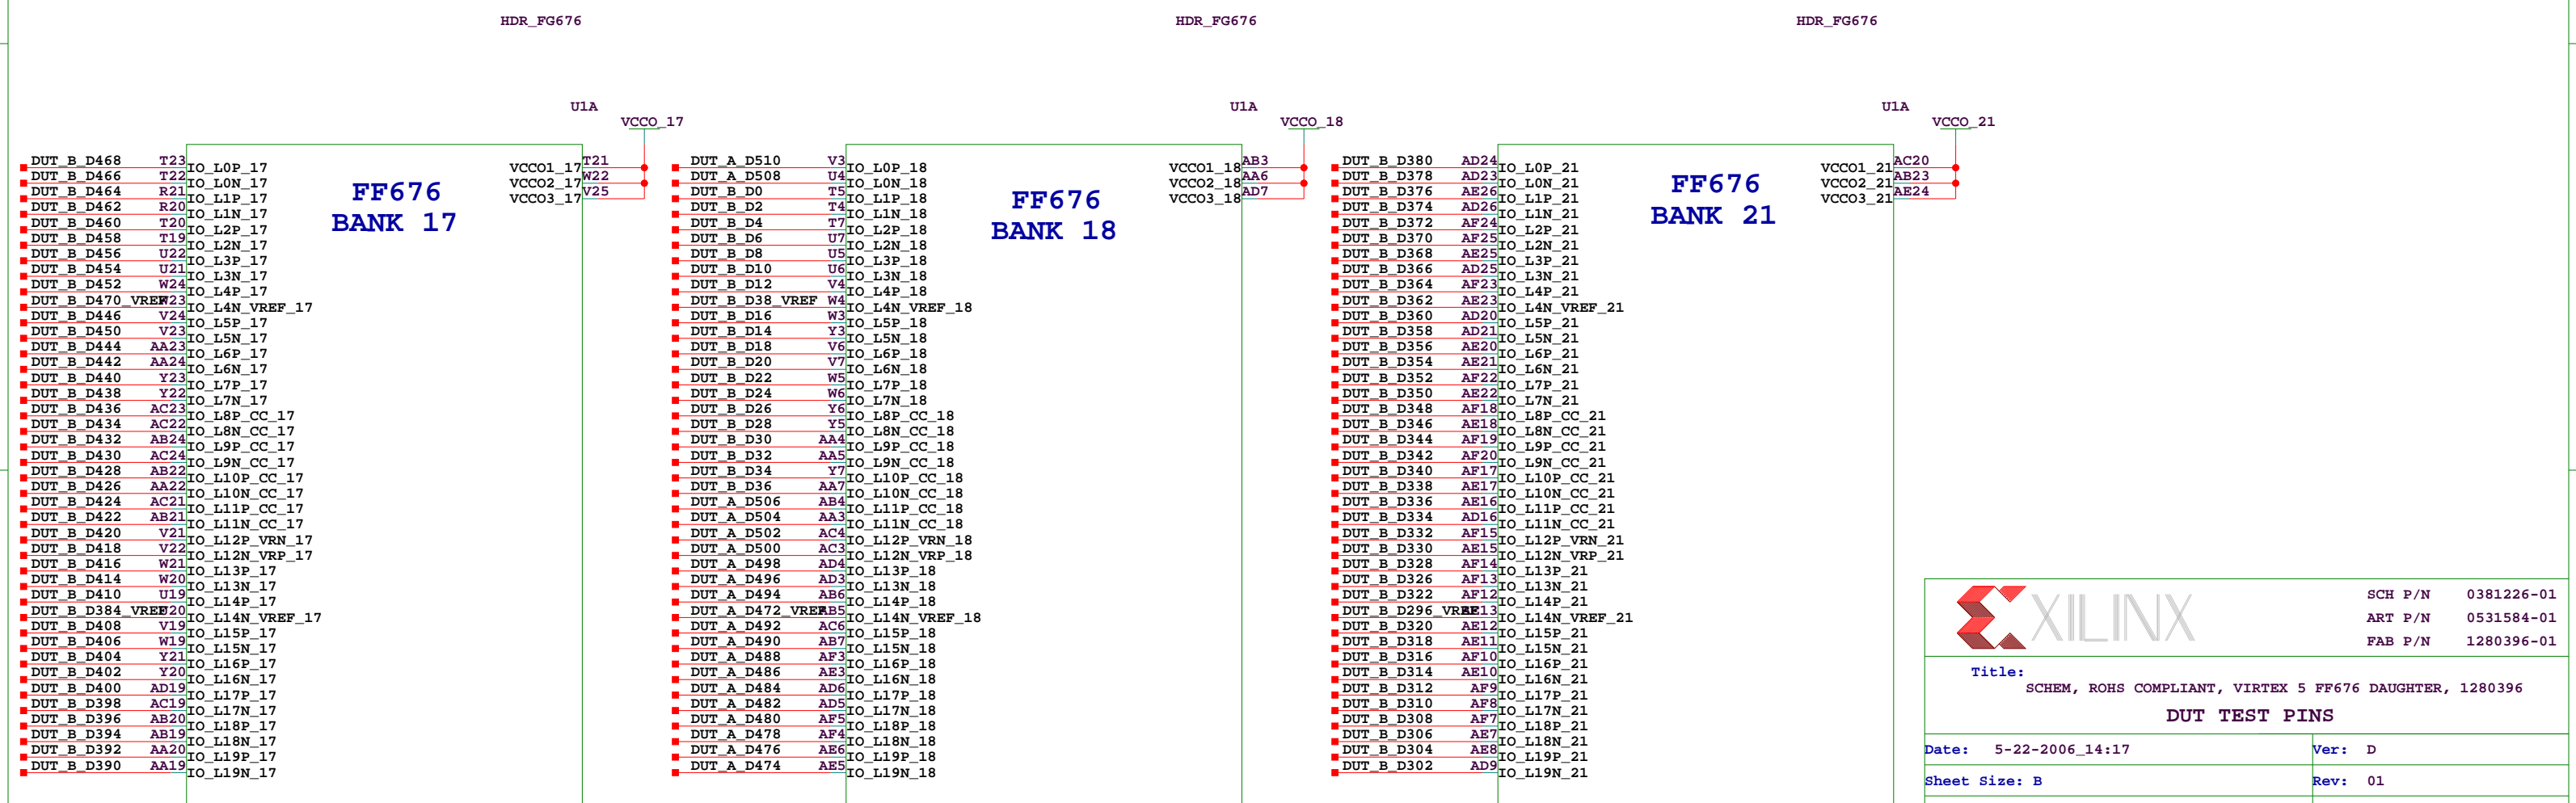 HDR_FG676 HDR_FG676 HDR_FG676
U1A U1A U1A
VCCO_17 VCCO_18 VCCO_21
FF676
BANK 17
DUT_B_D468 T23 IO_L0P_17
DUT_B_D466 T22 IO_L0N_17
DUT_B_D464 R21 IO_L1P_17
DUT_B_D462 R20 IO_L1N_17
DUT_B_D460 T20 IO_L2P_17
DUT_B_D458 T19 IO_L2N_17
DUT_B_D456 U22 IO_L3P_17
DUT_B_D454 U21 IO_L3N_17
DUT_B_D452 W24 IO_L4P_17
DUT_B_D470_VREF W23 IO_L4N_VREF_17
DUT_B_D446 V24 IO_L5P_17
DUT_B_D450 V23 IO_L5N_17
DUT_B_D444 AA23 IO_L6P_17
DUT_B_D442 AA24 IO_L6N_17
DUT_B_D440 Y23 IO_L7P_17
DUT_B_D438 Y22 IO_L7N_17
DUT_B_D436 AC23 IO_L8P_CC_17
DUT_B_D434 AC22 IO_L8N_CC_17
DUT_B_D432 AB24 IO_L9P_CC_17
DUT_B_D430 AC24 IO_L9N_CC_17
DUT_B_D428 AB22 IO_L10P_CC_17
DUT_B_D426 AA22 IO_L10N_CC_17
DUT_B_D424 AC21 IO_L11P_CC_17
DUT_B_D422 AB21 IO_L11N_CC_17
DUT_B_D420 V21 IO_L12P_VRN_17
DUT_B_D418 V22 IO_L12N_VRP_17
DUT_B_D416 W21 IO_L13P_17
DUT_B_D414 W20 IO_L13N_17
DUT_B_D410 U19 IO_L14P_17
DUT_B_D384_VREF U20 IO_L14N_VREF_17
DUT_B_D408 V19 IO_L15P_17
DUT_B_D406 W19 IO_L15N_17
DUT_B_D404 Y21 IO_L16P_17
DUT_B_D402 Y20 IO_L16N_17
DUT_B_D400 AD19 IO_L17P_17
DUT_B_D398 AC19 IO_L17N_17
DUT_B_D396 AB20 IO_L18P_17
DUT_B_D394 AB19 IO_L18N_17
DUT_B_D392 AA20 IO_L19P_17
DUT_B_D390 AA19 IO_L19N_17
VCCO1_17 T21
VCCO2_17 W22
VCCO3_17 V25
FF676
BANK 18
DUT_A_D510 V3 IO_L0P_18
DUT_A_D508 U4 IO_L0N_18
DUT_B_D0 T5 IO_L1P_18
DUT_B_D2 T4 IO_L1N_18
DUT_B_D4 T7 IO_L2P_18
DUT_B_D6 U7 IO_L2N_18
DUT_B_D8 U5 IO_L3P_18
DUT_B_D10 U6 IO_L3N_18
DUT_B_D12 V4 IO_L4P_18
DUT_B_D38_VREF W4 IO_L4N_VREF_18
DUT_B_D16 W3 IO_L5P_18
DUT_B_D14 Y3 IO_L5N_18
DUT_B_D18 V6 IO_L6P_18
DUT_B_D20 V7 IO_L6N_18
DUT_B_D22 W5 IO_L7P_18
DUT_B_D24 W6 IO_L7N_18
DUT_B_D26 Y6 IO_L8P_CC_18
DUT_B_D28 Y5 IO_L8N_CC_18
DUT_B_D30 AA4 IO_L9P_CC_18
DUT_B_D32 AA5 IO_L9N_CC_18
DUT_B_D34 Y7 IO_L10P_CC_18
DUT_B_D36 AA7 IO_L10N_CC_18
DUT_A_D506 AB4 IO_L11P_CC_18
DUT_A_D504 AA3 IO_L11N_CC_18
DUT_A_D502 AC4 IO_L12P_VRN_18
DUT_A_D500 AC3 IO_L12N_VRP_18
DUT_A_D498 AD4 IO_L13P_18
DUT_A_D496 AD3 IO_L13N_18
DUT_A_D494 AB6 IO_L14P_18
DUT_A_D472_VREF AB5 IO_L14N_VREF_18
DUT_A_D492 AC6 IO_L15P_18
DUT_A_D490 AB7 IO_L15N_18
DUT_A_D488 AF3 IO_L16P_18
DUT_A_D486 AE3 IO_L16N_18
DUT_A_D484 AD6 IO_L17P_18
DUT_A_D482 AD5 IO_L17N_18
DUT_A_D480 AF5 IO_L18P_18
DUT_A_D478 AF4 IO_L18N_18
DUT_A_D476 AE6 IO_L19P_18
DUT_A_D474 AE5 IO_L19N_18
VCCO1_18 AB3
VCCO2_18 AA6
VCCO3_18 AD7
FF676
BANK 21
DUT_B_D380 AD24 IO_L0P_21
DUT_B_D378 AD23 IO_L0N_21
DUT_B_D376 AE26 IO_L1P_21
DUT_B_D374 AD26 IO_L1N_21
DUT_B_D372 AF24 IO_L2P_21
DUT_B_D370 AF25 IO_L2N_21
DUT_B_D368 AE25 IO_L3P_21
DUT_B_D366 AD25 IO_L3N_21
DUT_B_D364 AF23 IO_L4P_21
DUT_B_D362 AE23 IO_L4N_VREF_21
DUT_B_D360 AD20 IO_L5P_21
DUT_B_D358 AD21 IO_L5N_21
DUT_B_D356 AE20 IO_L6P_21
DUT_B_D354 AE21 IO_L6N_21
DUT_B_D352 AF22 IO_L7P_21
DUT_B_D350 AE22 IO_L7N_21
DUT_B_D348 AF18 IO_L8P_CC_21
DUT_B_D346 AE18 IO_L8N_CC_21
DUT_B_D344 AF19 IO_L9P_CC_21
DUT_B_D342 AF20 IO_L9N_CC_21
DUT_B_D340 AF17 IO_L10P_CC_21
DUT_B_D338 AE17 IO_L10N_CC_21
DUT_B_D336 AE16 IO_L11P_CC_21
DUT_B_D334 AD16 IO_L11N_CC_21
DUT_B_D332 AF15 IO_L12P_VRN_21
DUT_B_D330 AE15 IO_L12N_VRP_21
DUT_B_D328 AF14 IO_L13P_21
DUT_B_D326 AF13 IO_L13N_21
DUT_B_D322 AF12 IO_L14P_21
DUT_B_D296_VREF AE13 IO_L14N_VREF_21
DUT_B_D320 AE12 IO_L15P_21
DUT_B_D318 AE11 IO_L15N_21
DUT_B_D316 AF10 IO_L16P_21
DUT_B_D314 AE10 IO_L16N_21
DUT_B_D312 AF9 IO_L17P_21
DUT_B_D310 AF8 IO_L17N_21
DUT_B_D308 AF7 IO_L18P_21
DUT_B_D306 AE7 IO_L18N_21
DUT_B_D304 AE8 IO_L19P_21
DUT_B_D302 AD9 IO_L19N_21
VCCO1_21 AC20
VCCO2_21 AB23
VCCO3_21 AE24
XILINX
SCH P/N 0381226-01
ART P/N 0531584-01
FAB P/N 1280396-01
Title:
SCHEM, ROHS COMPLIANT, VIRTEX 5 FF676 DAUGHTER, 1280396
DUT TEST PINS
Date: 5-22-2006_14:17 Ver: D
Sheet Size: B Rev: 01